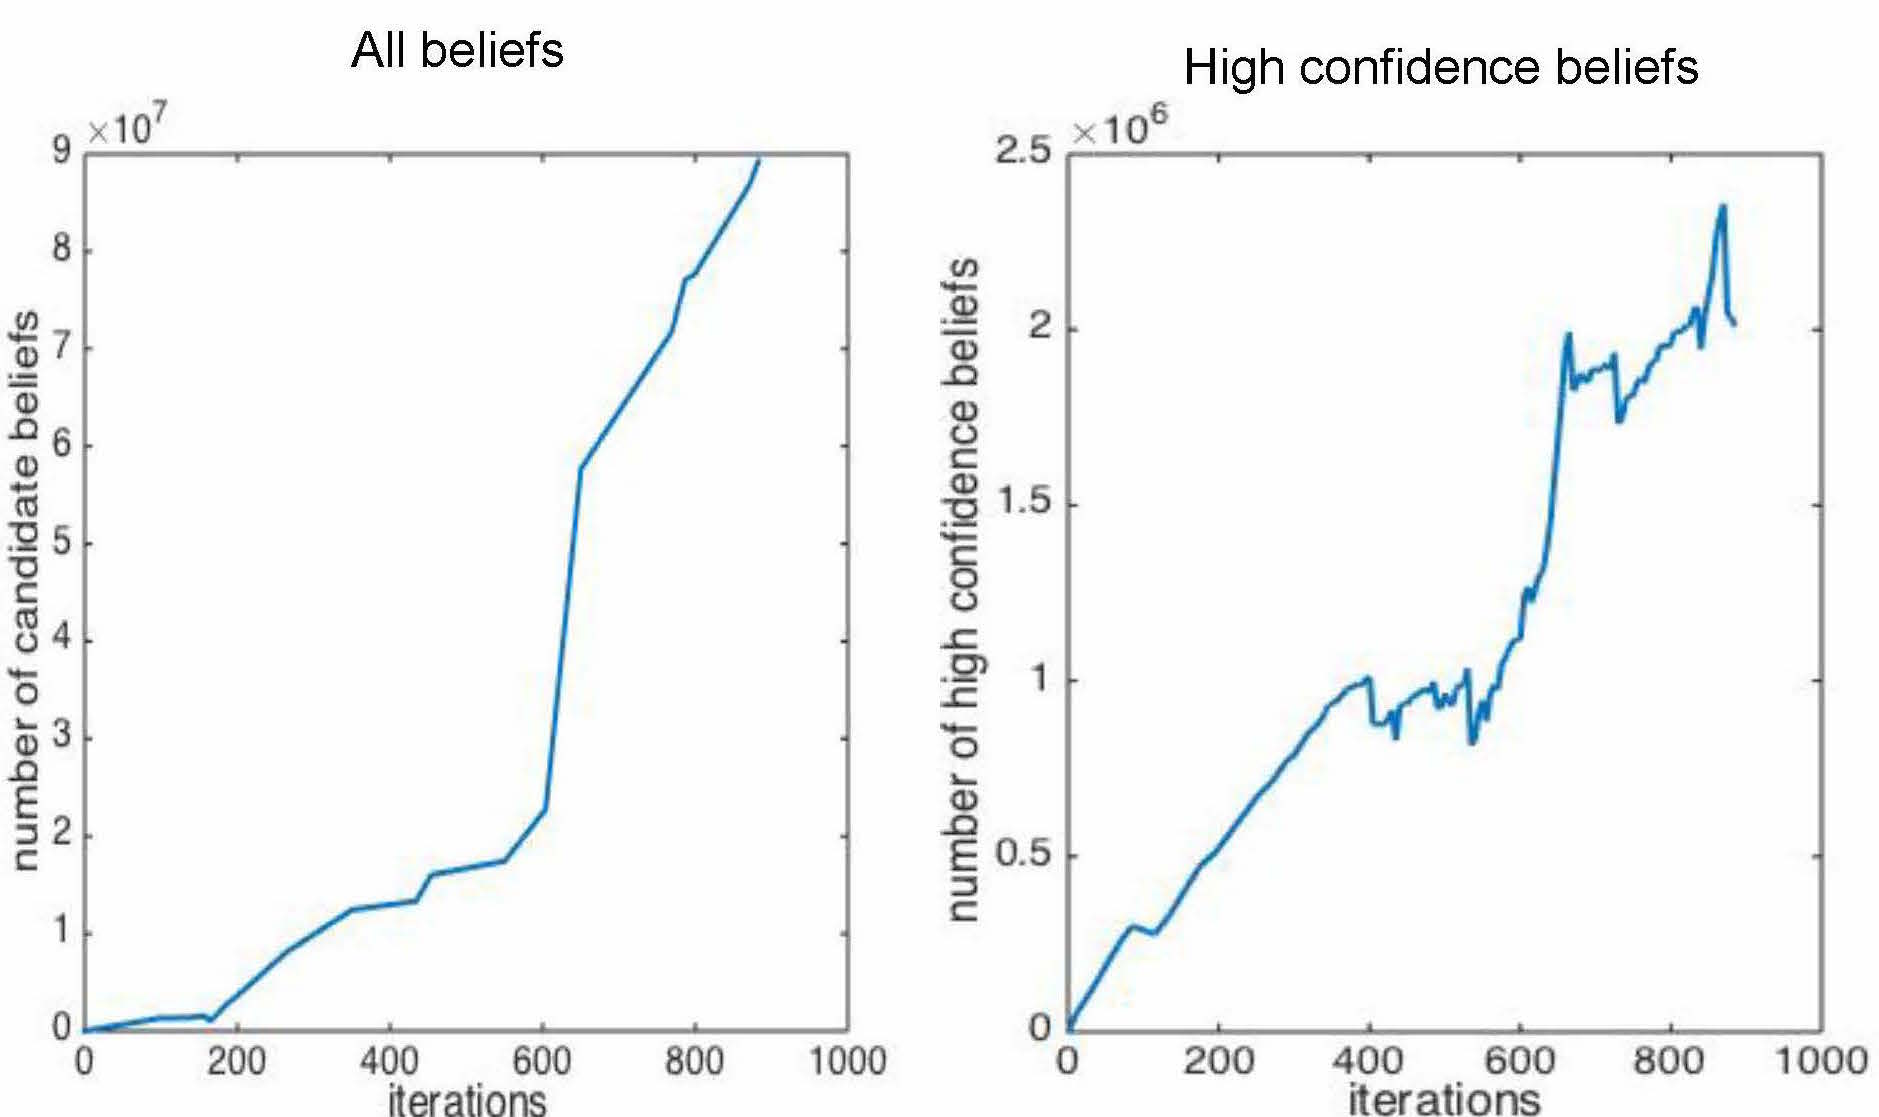 All beliefs
×10^7
9
8
7
6
5
4
3
2
1
0
number of candidate beliefs
0 200 400 600 800 1000
iterations
High confidence beliefs
×10^6
2.5
2
1.5
1
0.5
0
number of high confidence beliefs
0 200 400 600 800 1000
iterations